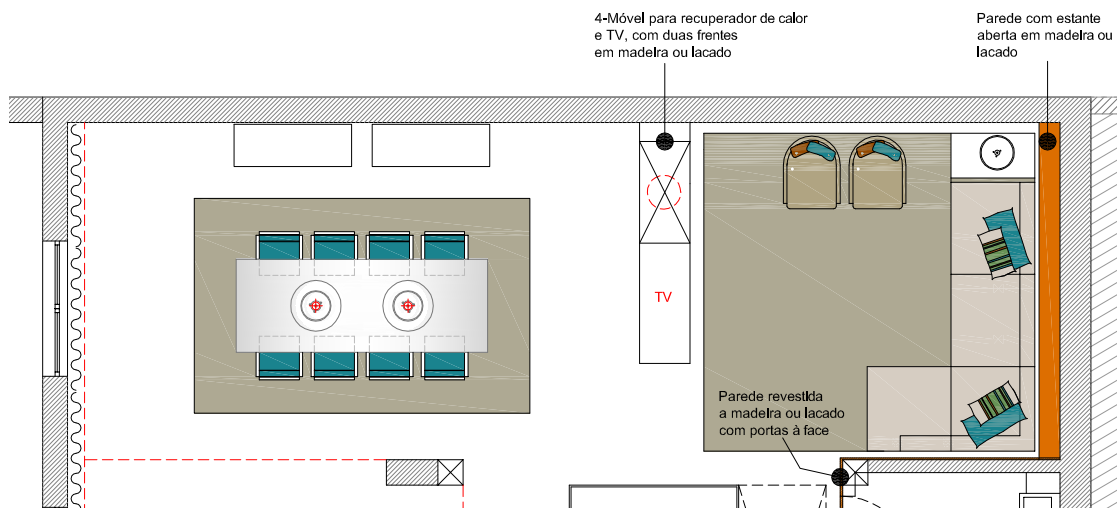 4-Móvel para recuperador de calor
e TV, com duas frentes
em madeira ou lacado
Parede com estante
aberta em madeira ou
lacado
TV
Parede revestida
a madeira ou lacado
com portas à face